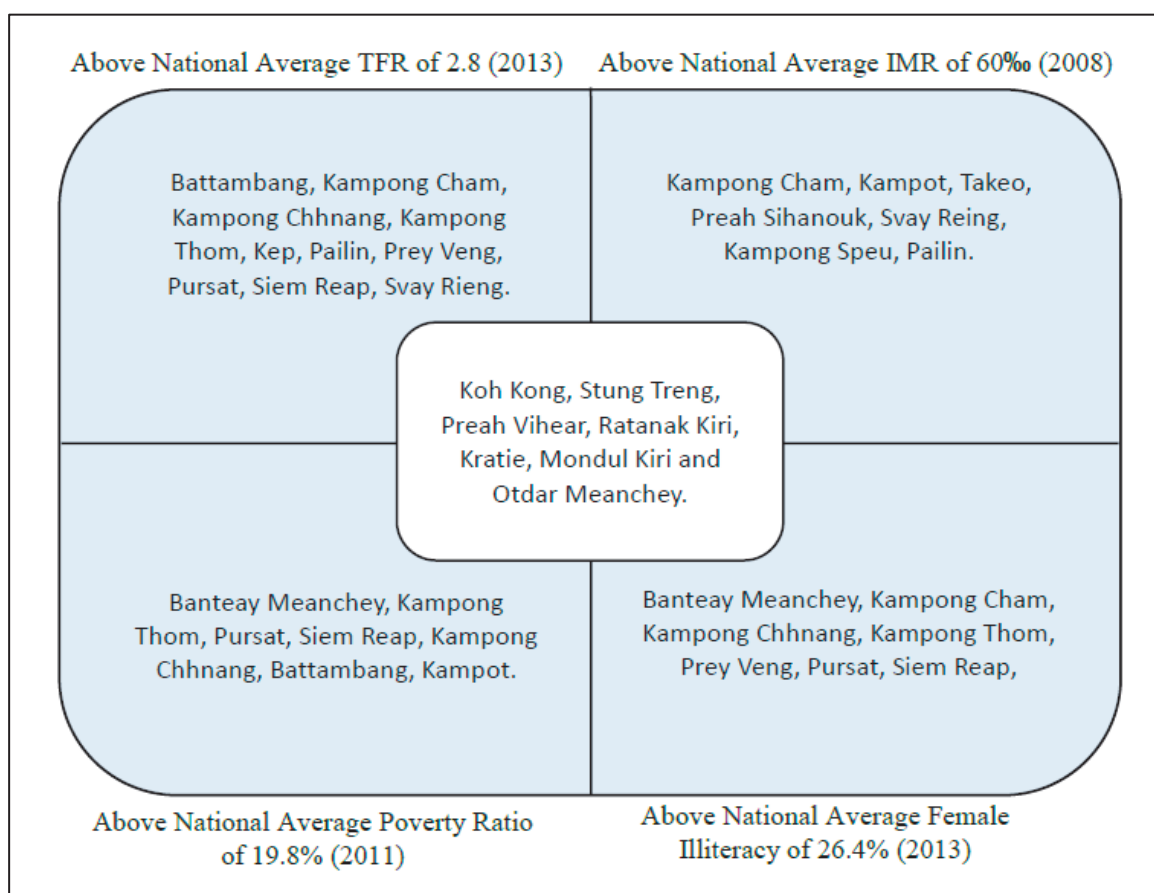 Above National Average TFR of 2.8 (2013)
Above National Average IMR of 60‰ (2008)
Battambang, Kampong Cham,
Kampong Chhnang, Kampong
Thom, Kep, Pailin, Prey Veng,
Pursat, Siem Reap, Svay Rieng.
Kampong Cham, Kampot, Takeo,
Preah Sihanouk, Svay Reing,
Kampong Speu, Pailin.
Koh Kong, Stung Treng,
Preah Vihear, Ratanak Kiri,
Kratie, Mondul Kiri and
Otdar Meanchey.
Banteay Meanchey, Kampong
Thom, Pursat, Siem Reap, Kampong
Chhnang, Battambang, Kampot.
Banteay Meanchey, Kampong Cham,
Kampong Chhnang, Kampong Thom,
Prey Veng, Pursat, Siem Reap,
Above National Average Poverty Ratio
of 19.8% (2011)
Above National Average Female
Illiteracy of 26.4% (2013)